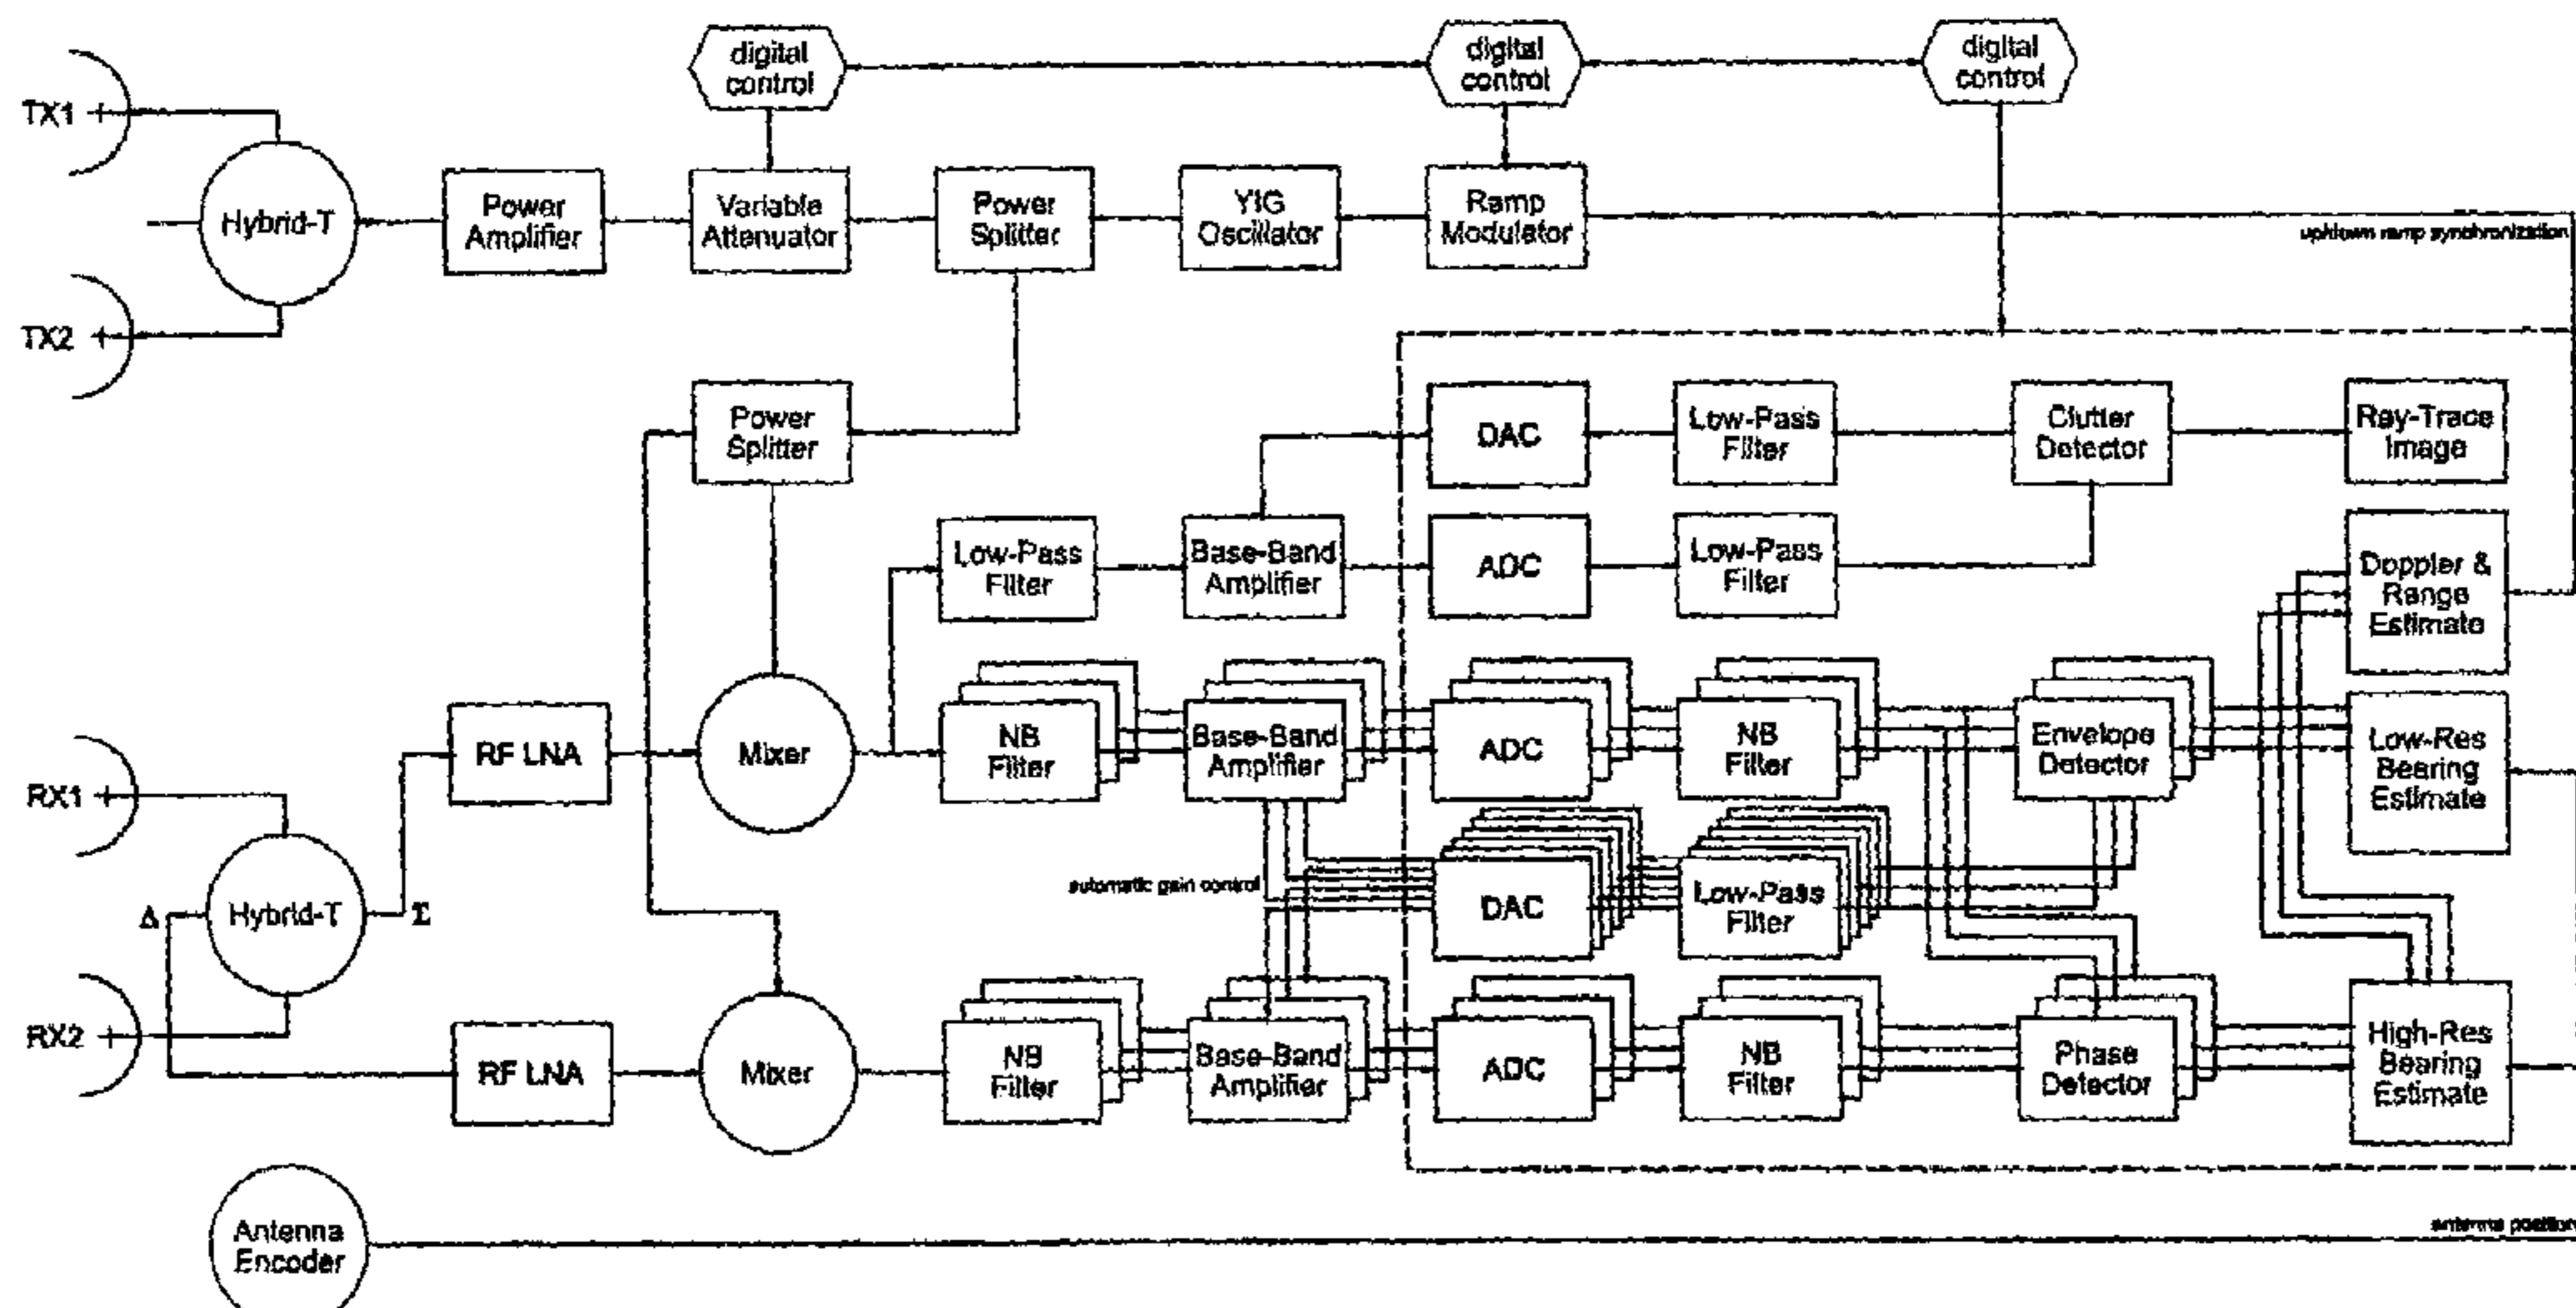 digital
control
digital
control
digital
control
TX1
Hybrid-T
Power
Amplifier
Variable
Attenuator
Power
Splitter
YIG
Oscillator
Ramp
Modulator
up/down ramp synchronization
TX2
Power
Splitter
DAC
Low-Pass
Filter
Clutter
Detector
Ray-Trace
Image
Low-Pass
Filter
Base-Band
Amplifier
ADC
Low-Pass
Filter
Doppler &
Range
Estimate
RX1
RF LNA
Mixer
NB
Filter
Base-Band
Amplifier
ADC
NB
Filter
Envelope
Detector
Low-Res
Bearing
Estimate
automatic gain control
DAC
Low-Pass
Filter
Δ
Hybrid-T
Σ
RX2
RF LNA
Mixer
NB
Filter
Base-Band
Amplifier
ADC
NB
Filter
Phase
Detector
High-Res
Bearing
Estimate
Antenna
Encoder
antenna position